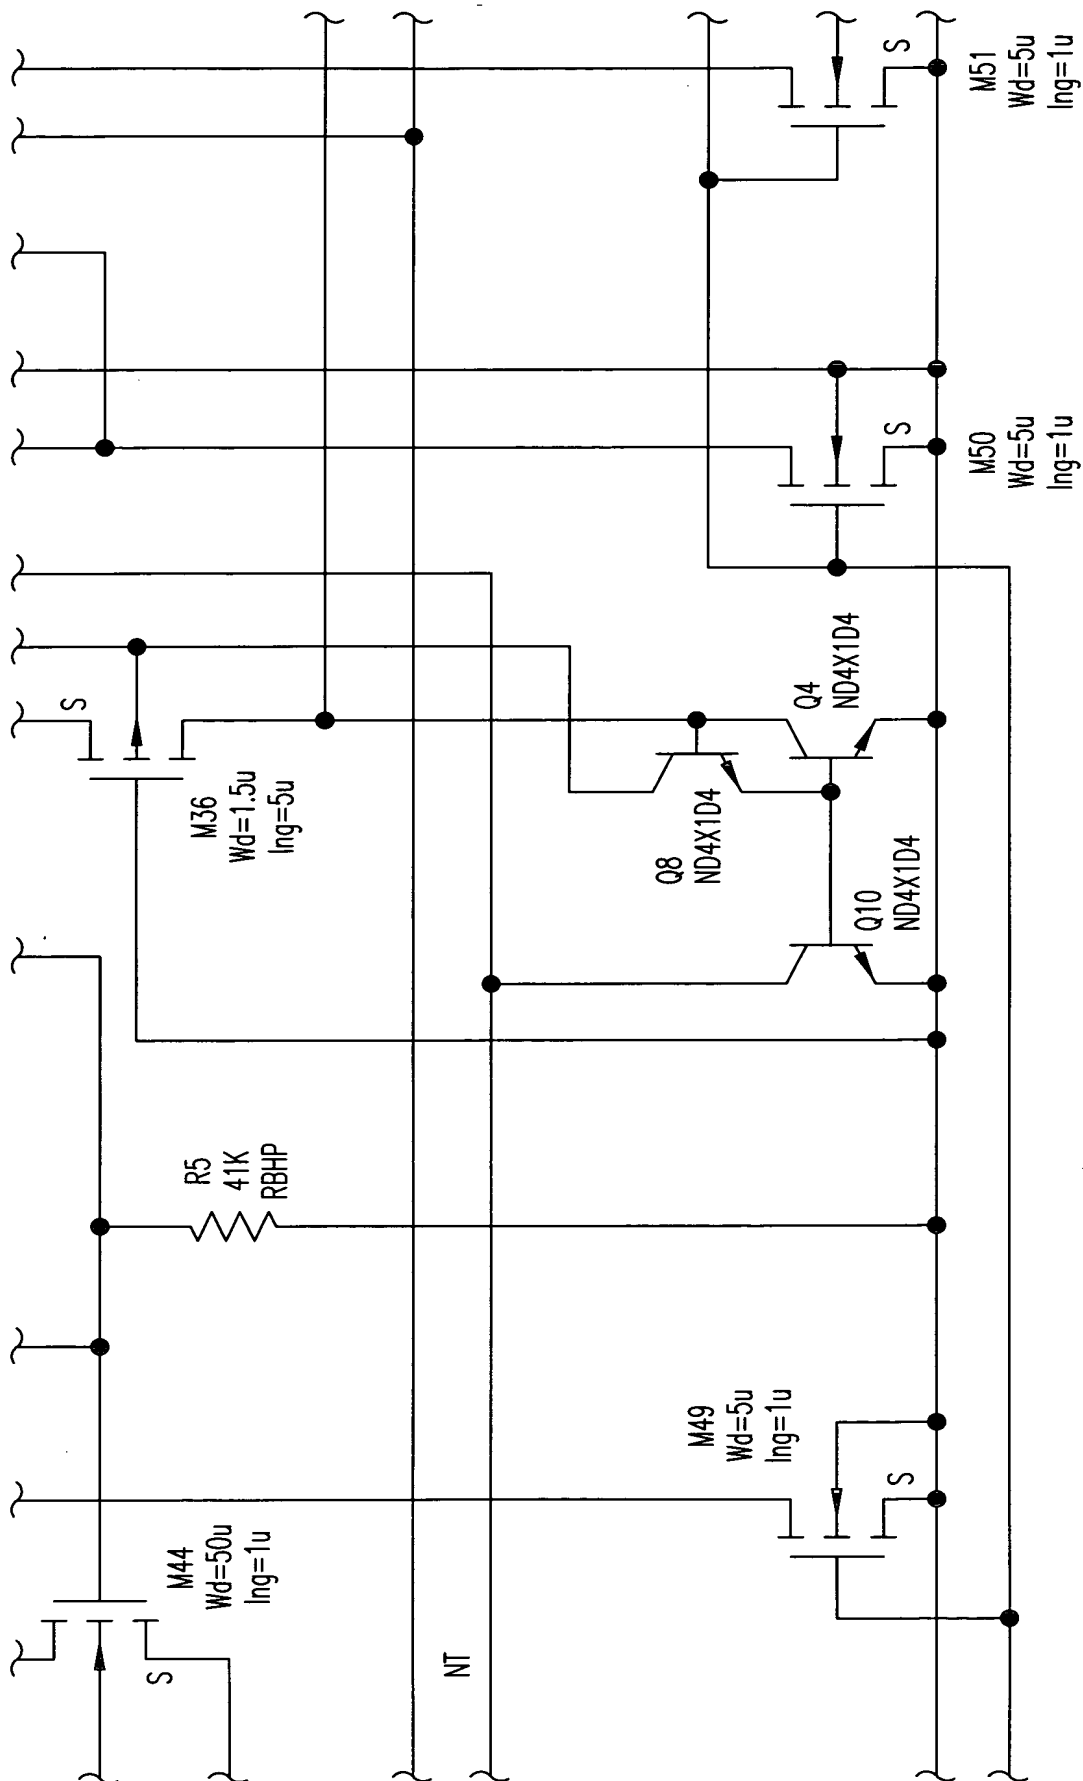 S
S
M44
Wd=50u
lng=1u
R5
41K
RBHP
M36
Wd=1.5u
lng=5u
NT
Q8
ND4X1D4
M49
Wd=5u
lng=1u
Q4
ND4X1D4
Q10
ND4X1D4
S
S
S
M50
Wd=5u
lng=1u
M51
Wd=5u
lng=1u